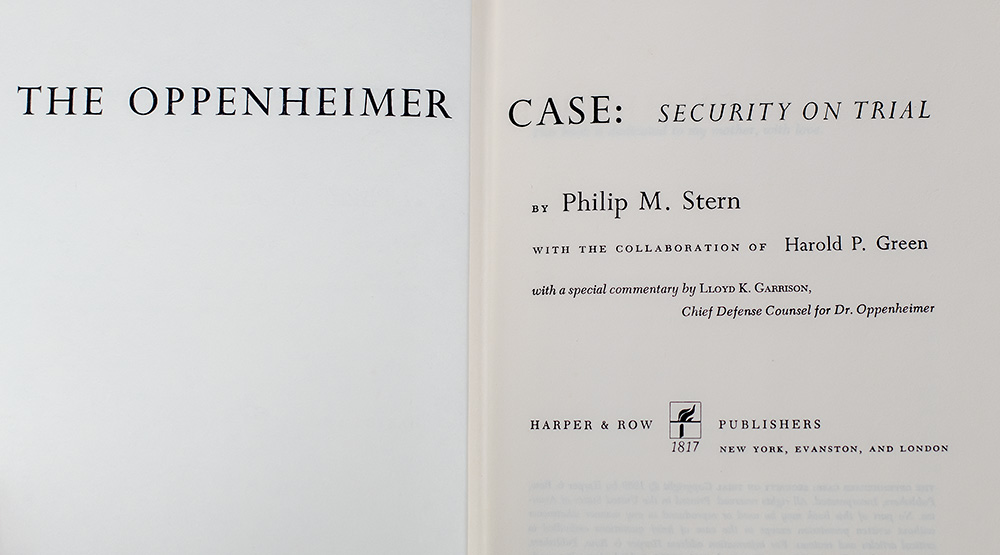 THE OPPENHEIMER CASE: SECURITY ON TRIAL
BY Philip M. Stern
WITH THE COLLABORATION OF Harold P. Green
with a special commentary by LLOYD K. GARRISON,
Chief Defense Counsel for Dr. Oppenheimer
HARPER & ROW PUBLISHERS
1817 NEW YORK, EVANSTON, AND LONDON